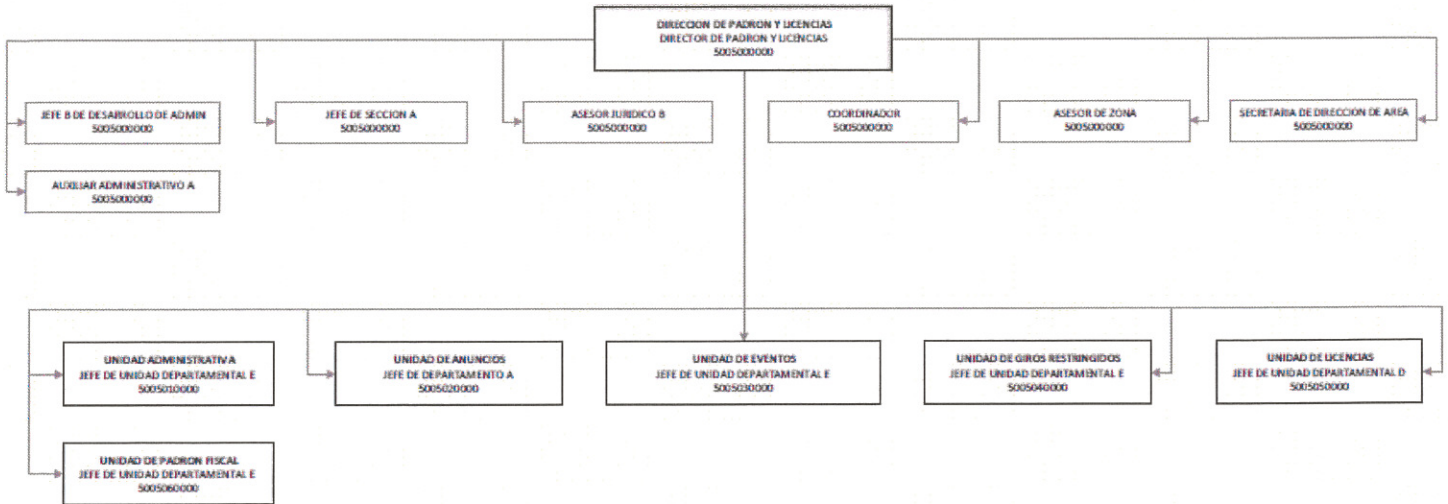 DIRECCION DE PADRON Y LICENCIAS
DIRECTOR DE PADRON Y LICENCIAS
5005000000
JEFE B DE DESARROLLO DE ADMIN
5005000000
JEFE DE SECCION A
5005000000
ASESOR JURIDICO B
5005000000
COORDINADOR
5005000000
ASESOR DE ZONA
5005000000
SECRETARIA DE DIRECCION DE AREA
5005000000
AUXILIAR ADMINISTRATIVO A
5005000000
UNIDAD ADMINISTRATIVA
JEFE DE UNIDAD DEPARTAMENTAL E
5005010000
UNIDAD DE ANUNCIOS
JEFE DE DEPARTAMENTO A
5005020000
UNIDAD DE EVENTOS
JEFE DE UNIDAD DEPARTAMENTAL E
5005030000
UNIDAD DE GIROS RESTRINGIDOS
JEFE DE UNIDAD DEPARTAMENTAL E
5005040000
UNIDAD DE LICENCIAS
JEFE DE UNIDAD DEPARTAMENTAL D
5005050000
UNIDAD DE PADRON FISCAL
JEFE DE UNIDAD DEPARTAMENTAL E
5005060000